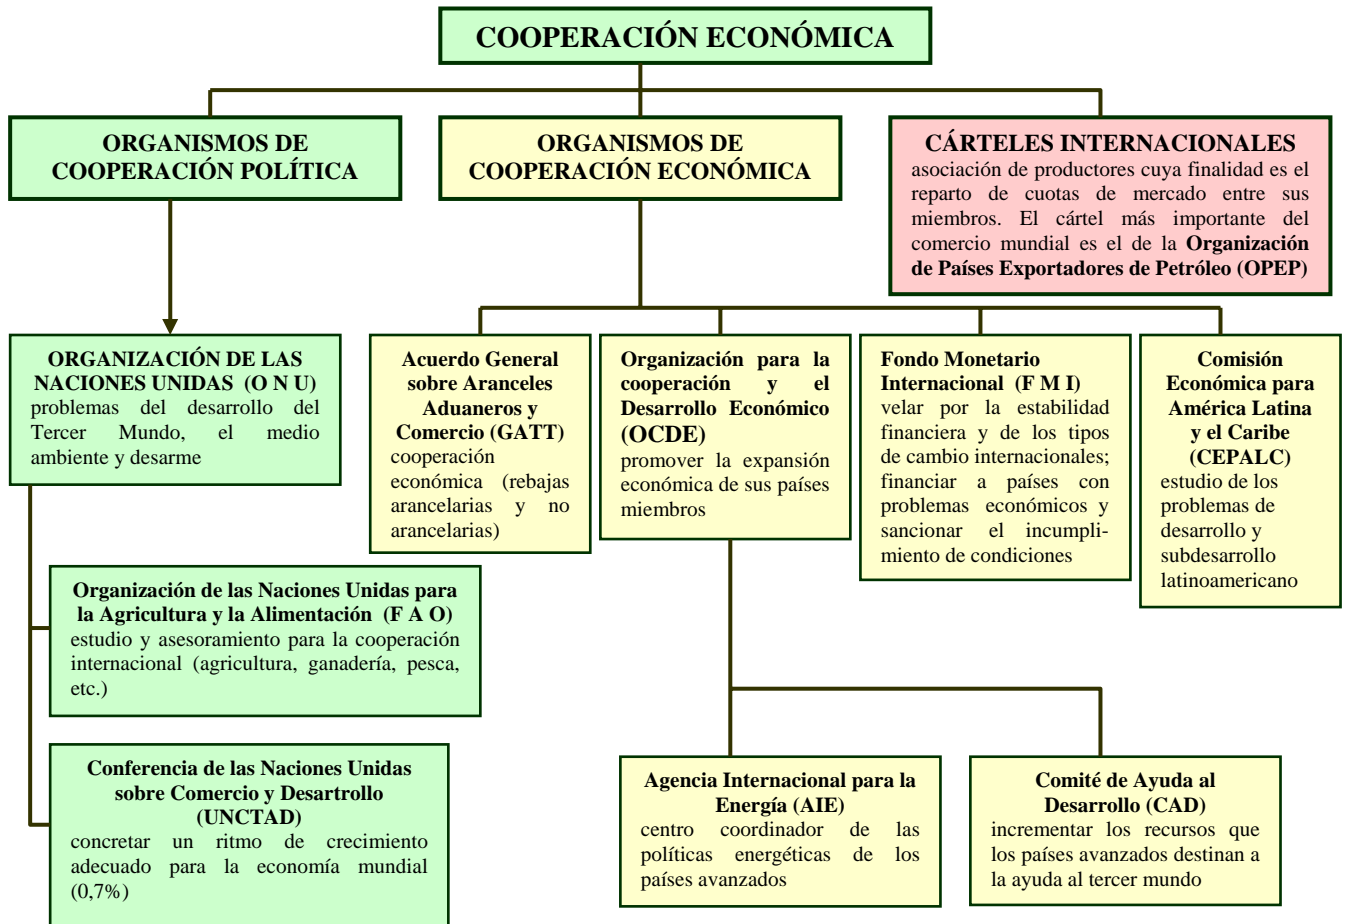 COOPERACIÓN ECONÓMICA
ORGANISMOS DE
COOPERACIÓN POLÍTICA
ORGANISMOS DE
COOPERACIÓN ECONÓMICA
CÁRTELES INTERNACIONALES
asociación de productores cuya finalidad es el
reparto de cuotas de mercado entre sus
miembros. El cártel más importante del
comercio mundial es el de la Organización
de Países Exportadores de Petróleo (OPEP)
ORGANIZACIÓN DE LAS
NACIONES UNIDAS (O N U)
problemas del desarrollo del
Tercer Mundo, el medio
ambiente y desarme
Acuerdo General
sobre Aranceles
Aduaneros y
Comercio (GATT)
cooperación
económica (rebajas
arancelarias y no
arancelarias)
Organización para la
cooperación y el
Desarrollo Económico
(OCDE)
promover la expansión
económica de sus países
miembros
Fondo Monetario
Internacional (F M I)
velar por la estabilidad
financiera y de los tipos
de cambio internacionales;
financiar a países con
problemas económicos y
sancionar el incumpli-
miento de condiciones
Comisión
Económica para
América Latina
y el Caribe
(CEPALC)
estudio de los
problemas de
desarrollo y
subdesarrollo
latinoamericano
Organización de las Naciones Unidas para
la Agricultura y la Alimentación (F A O)
estudio y asesoramiento para la cooperación
internacional (agricultura, ganadería, pesca,
etc.)
Conferencia de las Naciones Unidas
sobre Comercio y Desartrollo
(UNCTAD)
concretar un ritmo de crecimiento
adecuado para la economía mundial
(0,7%)
Agencia Internacional para la
Energía (AIE)
centro coordinador de las
políticas energéticas de los
países avanzados
Comité de Ayuda al
Desarrollo (CAD)
incrementar los recursos que
los países avanzados destinan a
la ayuda al tercer mundo